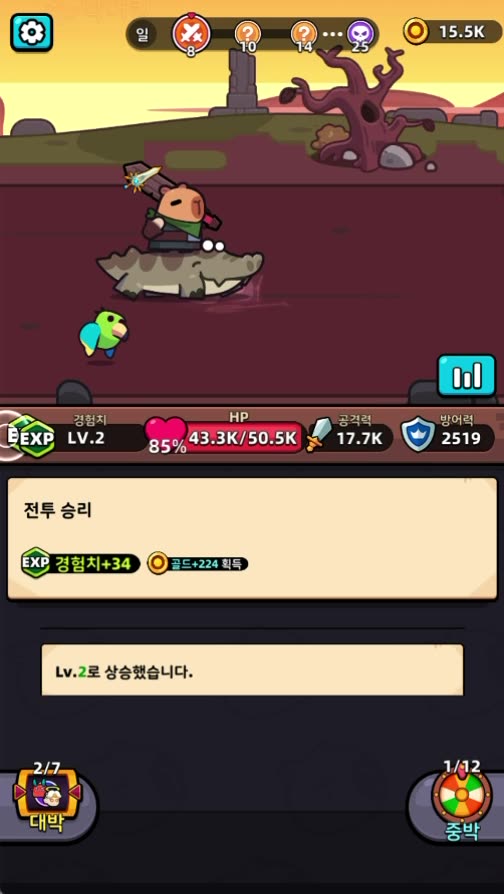 일
8
10
14
25
15.5K
경험치
EXP
LV.2
HP
85%
43.3K/50.5K
공격력
17.7K
방어력
2519
전투 승리
EXP 경험치+34
골드+224 획득
Lv.2로 상승했습니다.
2/7
대박
1/12
중박